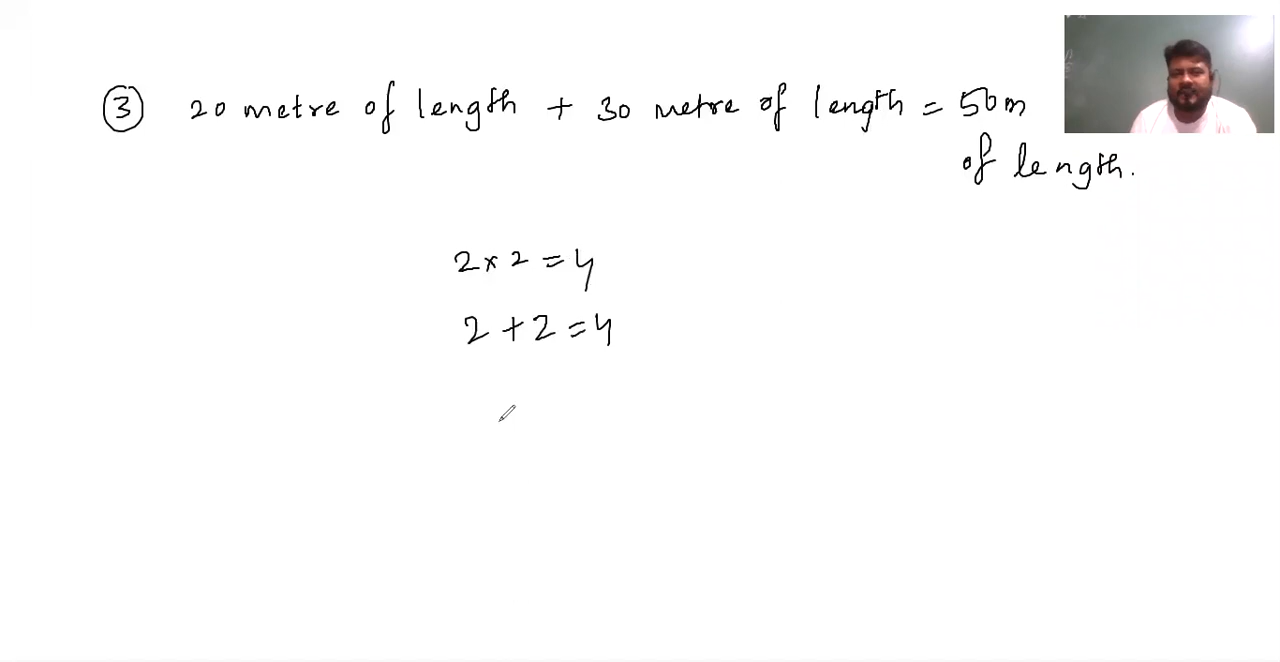 ③ 20 metre of length + 30 metre of length = 50m
of length.
2 × 2 = 4
2 + 2 = 4